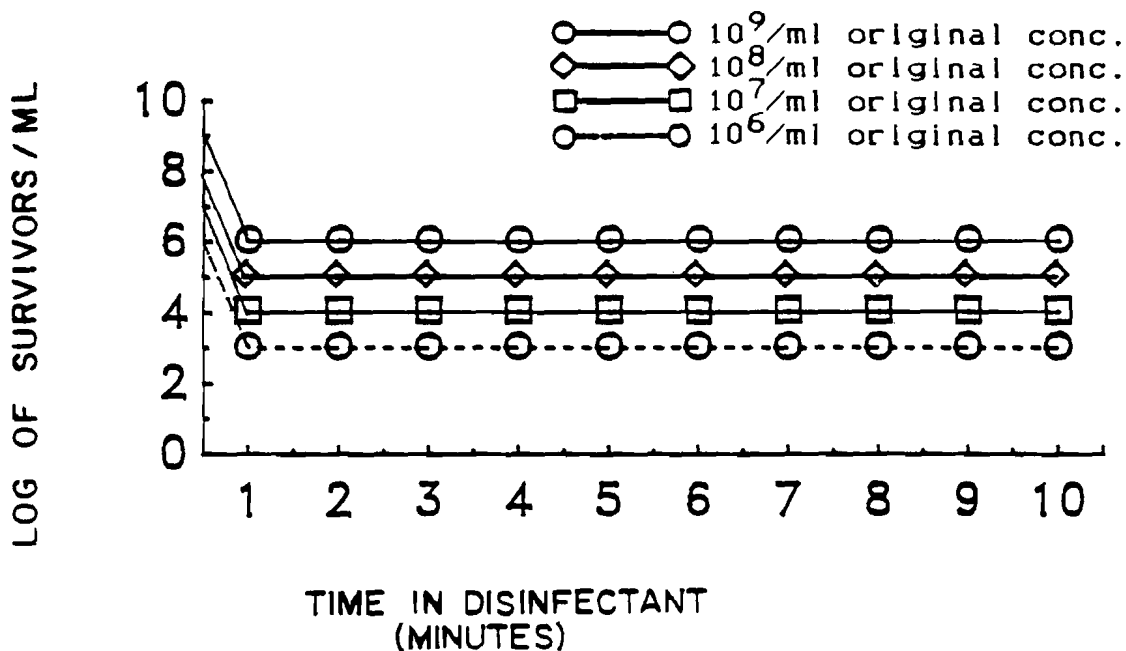 10⁹/ml original conc.
10⁸/ml original conc.
10⁷/ml original conc.
10⁶/ml original conc.
LOG OF SURVIVORS/ML
10
8
6
4
2
0
1 2 3 4 5 6 7 8 9 10
TIME IN DISINFECTANT
(MINUTES)